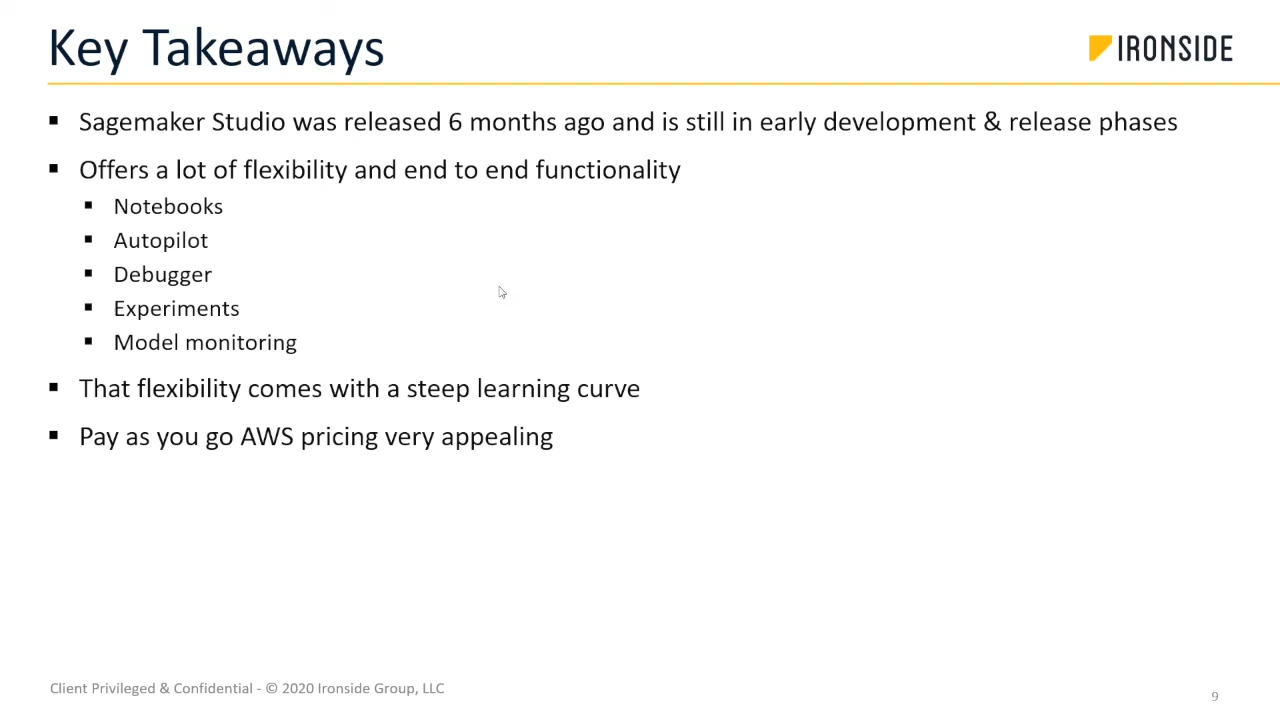 Key Takeaways
IRONSIDE
▪ Sagemaker Studio was released 6 months ago and is still in early development & release phases
▪ Offers a lot of flexibility and end to end functionality
▪ Notebooks
▪ Autopilot
▪ Debugger
▪ Experiments
▪ Model monitoring
▪ That flexibility comes with a steep learning curve
▪ Pay as you go AWS pricing very appealing
Client Privileged & Confidential - © 2020 Ironside Group, LLC
9